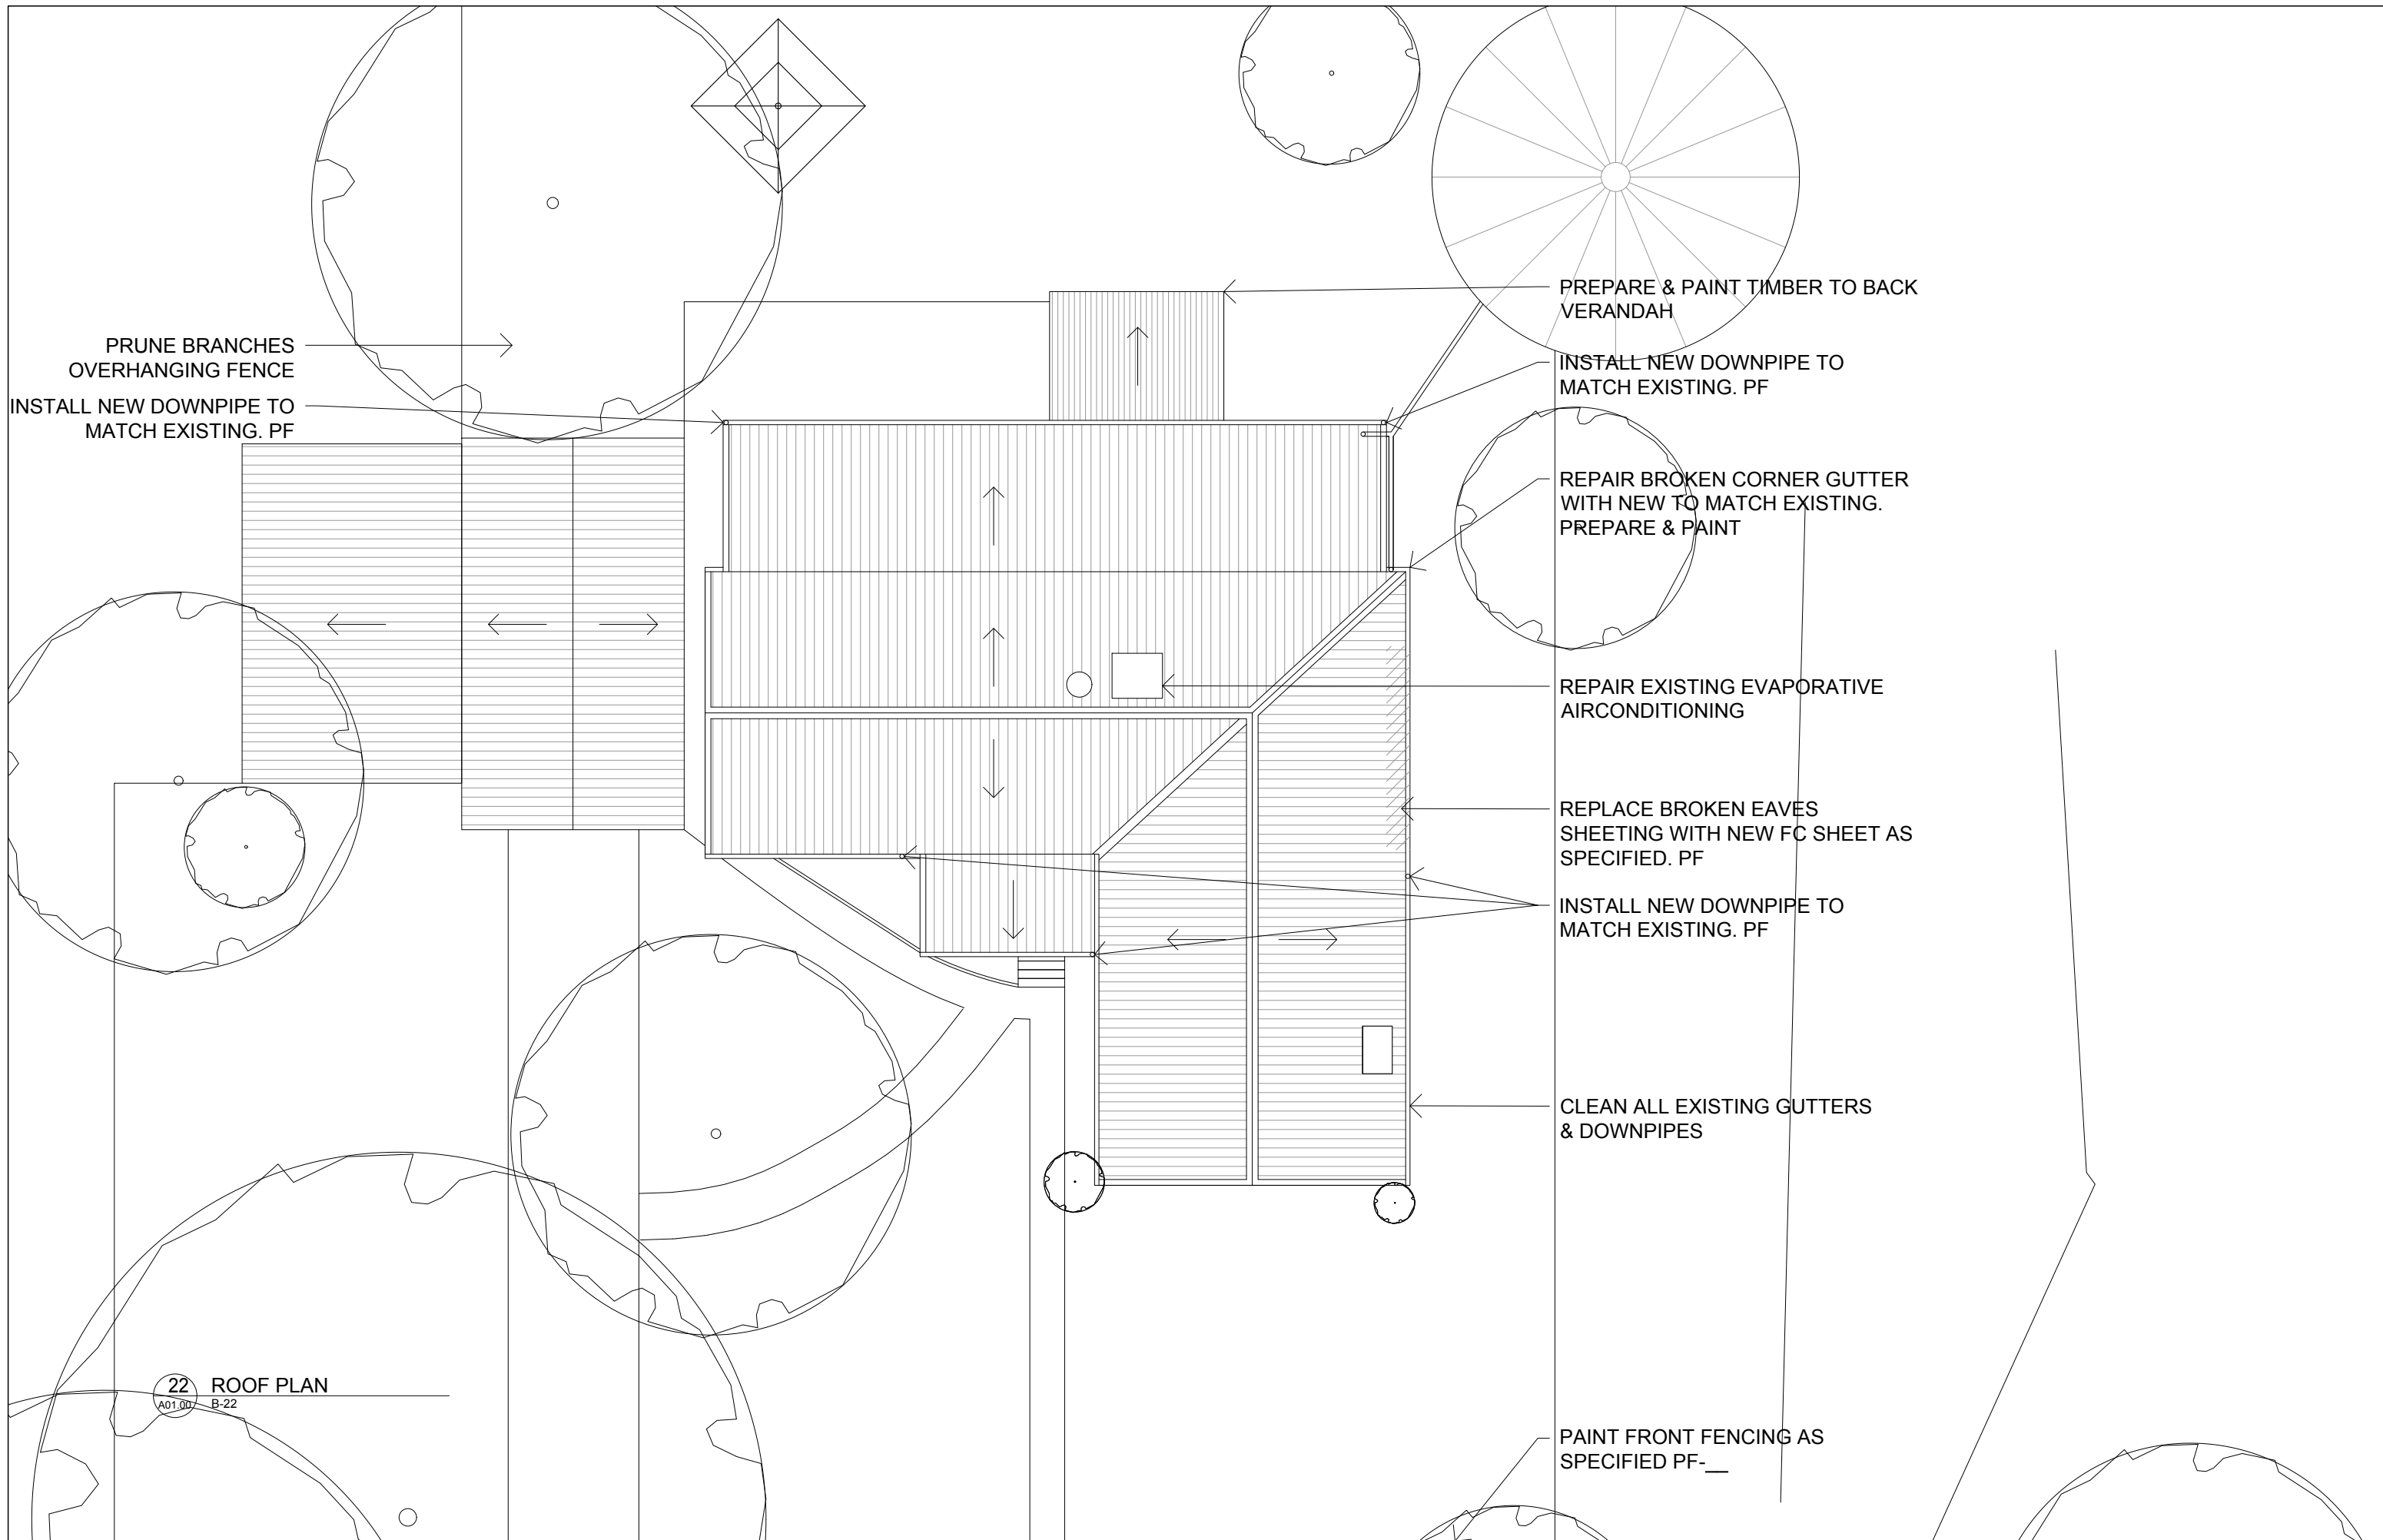 PRUNE BRANCHES
OVERHANGING FENCE
INSTALL NEW DOWNPIPE TO
MATCH EXISTING. PF
PREPARE & PAINT TIMBER TO BACK
VERANDAH
INSTALL NEW DOWNPIPE TO
MATCH EXISTING. PF
REPAIR BROKEN CORNER GUTTER
WITH NEW TO MATCH EXISTING.
PREPARE & PAINT
REPAIR EXISTING EVAPORATIVE
AIRCONDITIONING
REPLACE BROKEN EAVES
SHEETING WITH NEW FC SHEET AS
SPECIFIED. PF
INSTALL NEW DOWNPIPE TO
MATCH EXISTING. PF
CLEAN ALL EXISTING GUTTERS
& DOWNPIPES
PAINT FRONT FENCING AS
SPECIFIED PF-__
22 ROOF PLAN
A01.00 B-22